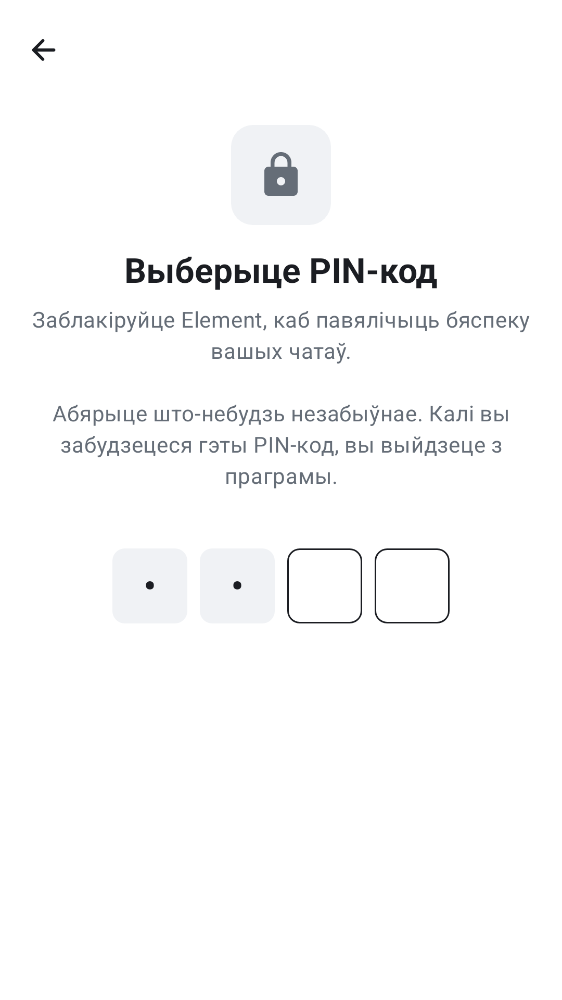 Выберыце PIN-код
Заблакіруйце Element, каб павялічыць бяспеку
вашых чатаў.
Абярыце што-небудзь незабыўнае. Калі вы
забудзецеся гэты PIN-код, вы выйдзеце з
праграмы.